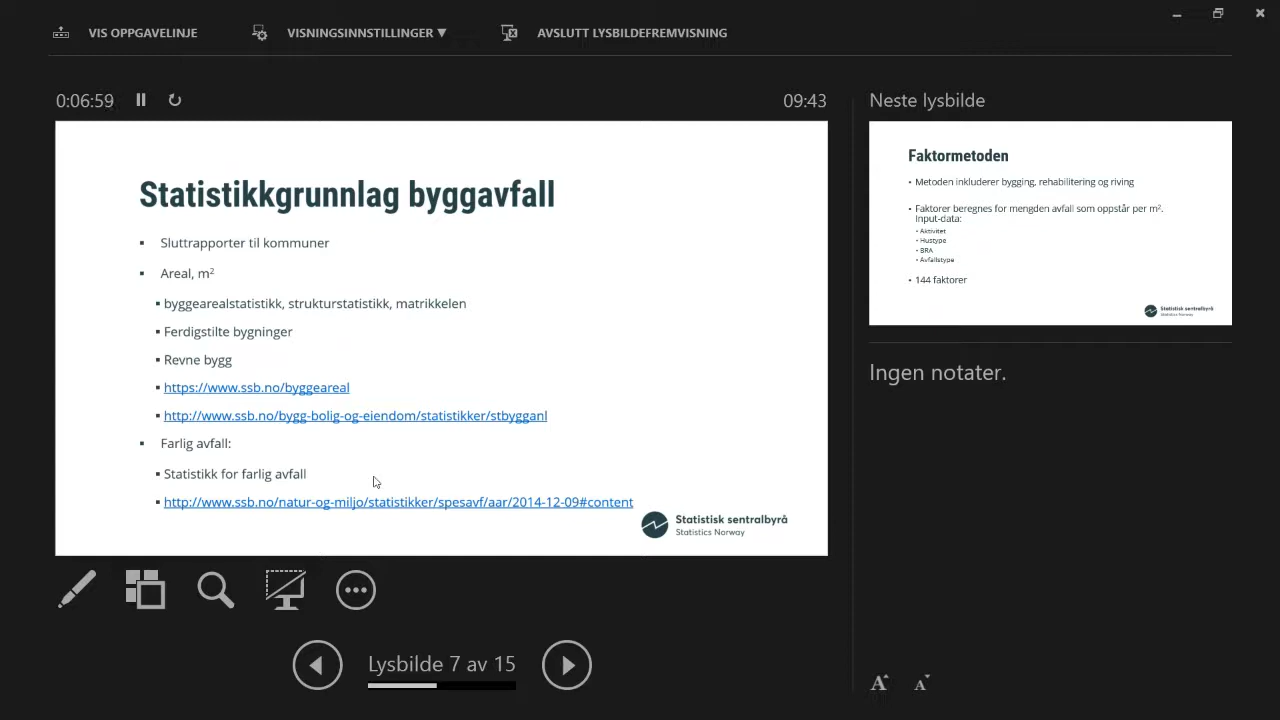 VIS OPPGAVELINJE
VISNINGSINNSTILLINGER ▼
AVSLUTT LYSBILDEFREMVISNING
0:06:59
09:43
Statistikkgrunnlag byggavfall
▪ Sluttrapporter til kommuner
▪ Areal, m²
▪ byggearealstatistikk, strukturstatistikk, matrikkelen
▪ Ferdigstilte bygninger
▪ Revne bygg
▪ https://www.ssb.no/byggeareal
▪ http://www.ssb.no/bygg-bolig-og-eiendom/statistikker/stbygganl
▪ Farlig avfall:
▪ Statistikk for farlig avfall
▪ http://www.ssb.no/natur-og-miljo/statistikker/spesavf/aar/2014-12-09#content
Statistisk sentralbyrå
Statistics Norway
Lysbilde 7 av 15
Neste lysbilde
Faktormetoden
• Metoden inkluderer bygging, rehabilitering og riving
• Faktorer beregnes for mengden avfall som oppstår per m².
Input-data:
• Aktivitet
• Hustype
• BRA
• Avfallstype
• 144 faktorer
Statistisk sentralbyrå
Statistics Norway
Ingen notater.
A A